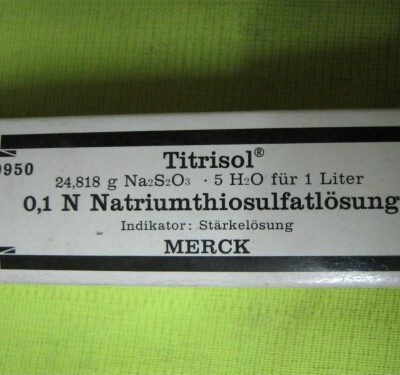 Titrisol®
9950
24,818 g Na₂S₂O₃ · 5 H₂O für 1 Liter
0,1 N Natriumthiosulfatlösung
Indikator: Stärkelösung
MERCK